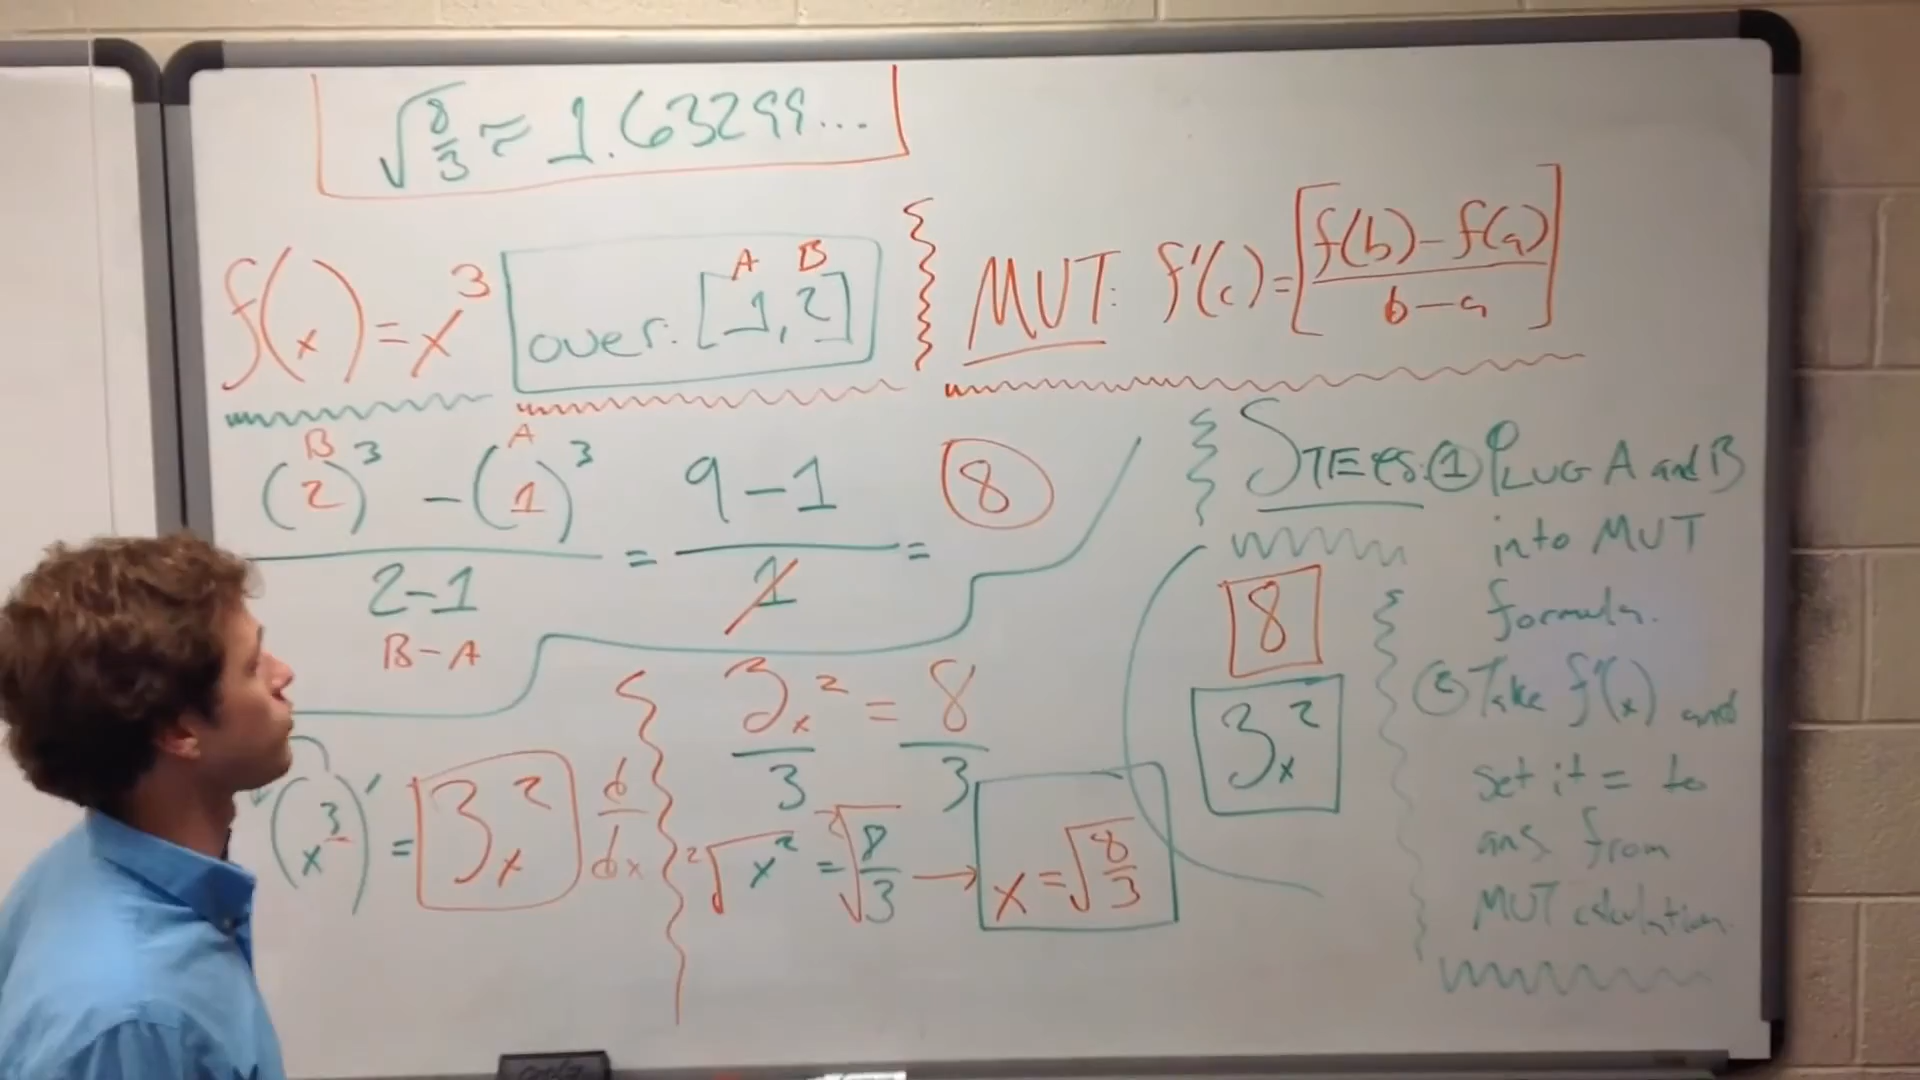 √8/3 ≈ 1.63299...
f(x) = x³
A B
over: [1, 2]
MVT: f'(c) = [f(b) - f(a) / b - a]
B A
(2)³ - (1)³ / 2 - 1 = 9 - 1 / 1 = 8
B - A
STEPS: ① PLUG A and B
into MVT
formula.
② Take f'(x) and
set it = to
ans from
MVT calculation.
8
3x²
(x³)' = 3x² d/dx
3x² / 3 = 8 / 3
²√x² = ²√8/3 → x = √8/3